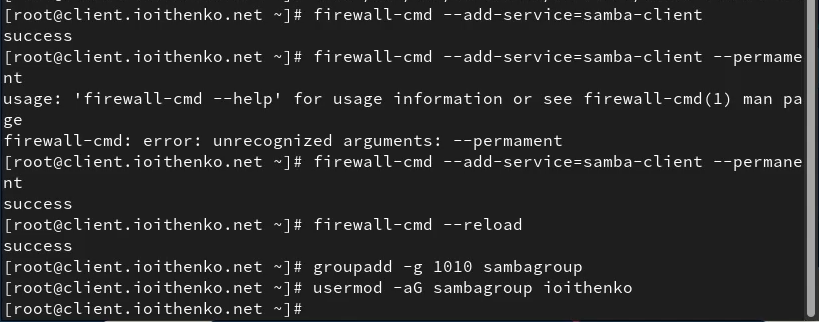 [root@client.ioithenko.net ~]# firewall-cmd --add-service=samba-client
success
[root@client.ioithenko.net ~]# firewall-cmd --add-service=samba-client --permame
nt
usage: 'firewall-cmd --help' for usage information or see firewall-cmd(1) man pa
ge
firewall-cmd: error: unrecognized arguments: --permament
[root@client.ioithenko.net ~]# firewall-cmd --add-service=samba-client --permane
nt
success
[root@client.ioithenko.net ~]# firewall-cmd --reload
success
[root@client.ioithenko.net ~]# groupadd -g 1010 sambagroup
[root@client.ioithenko.net ~]# usermod -aG sambagroup ioithenko
[root@client.ioithenko.net ~]#